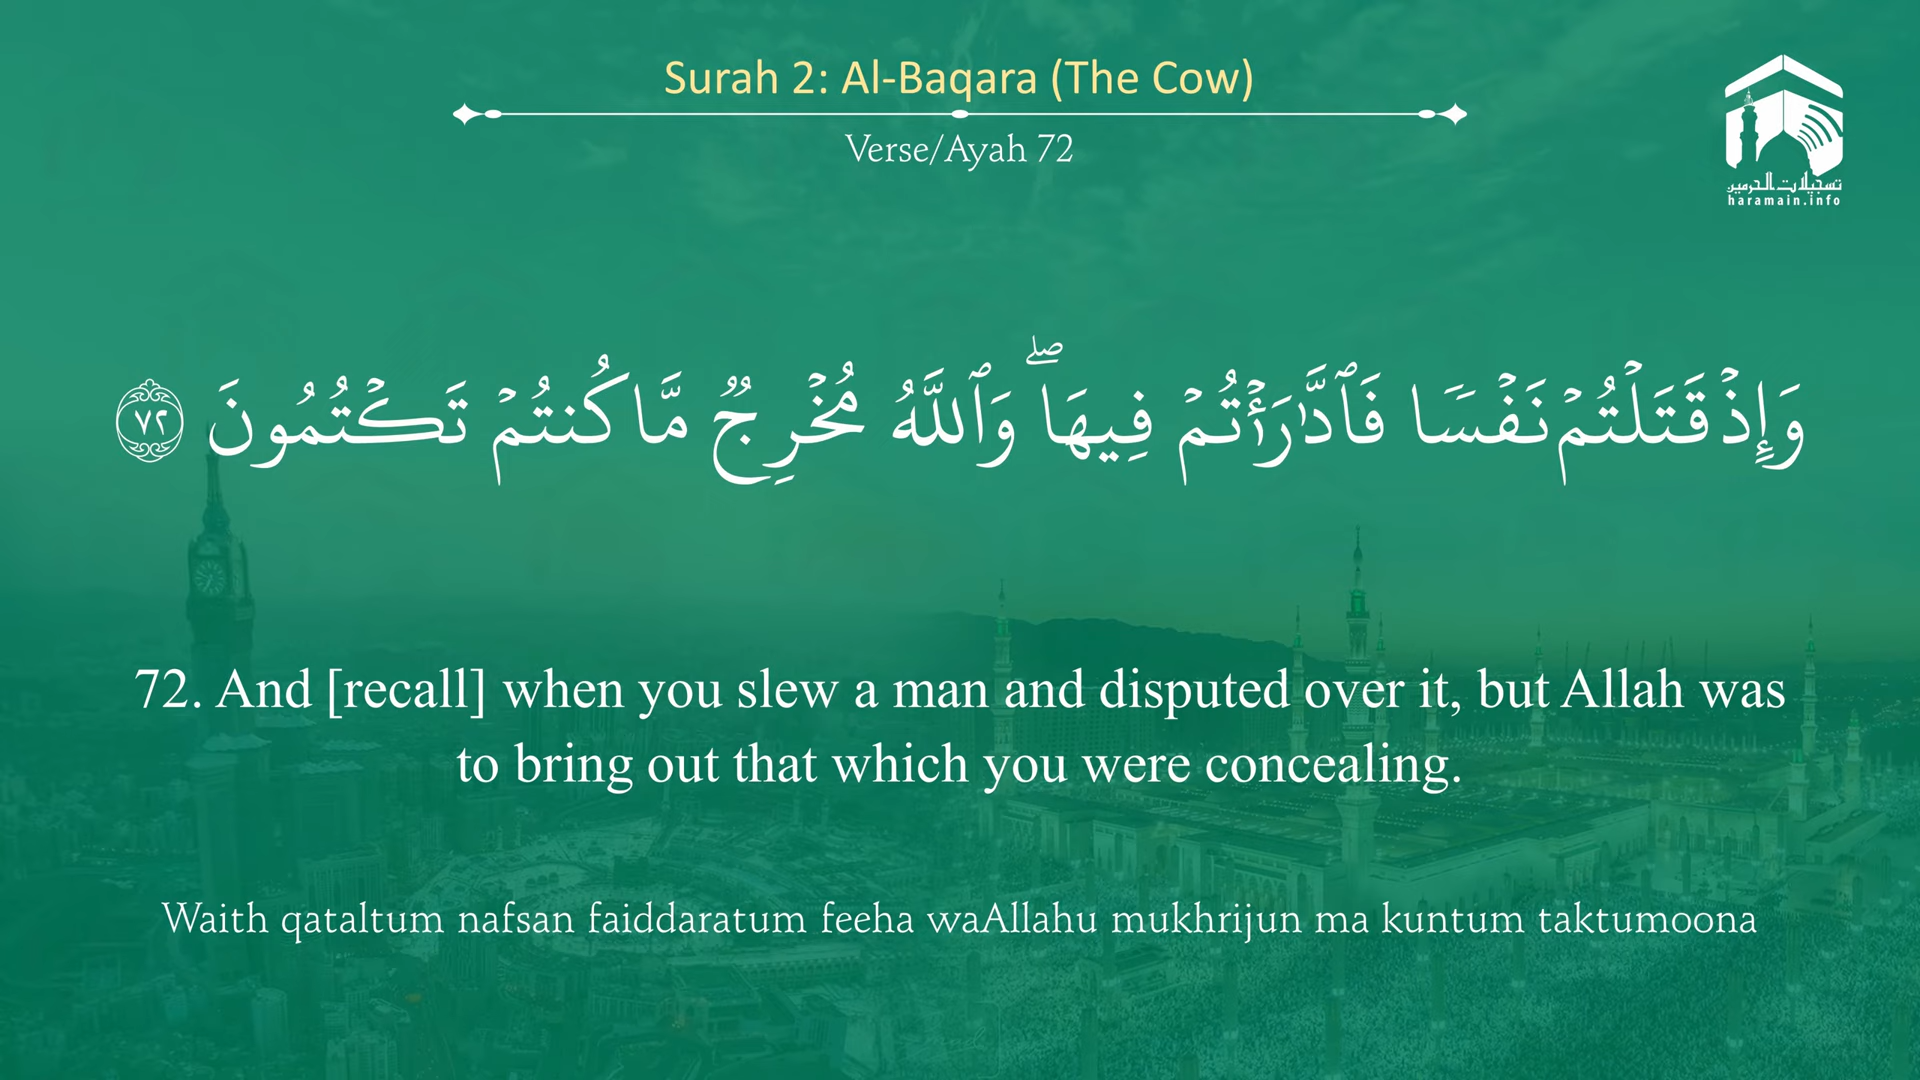 Surah 2: Al-Baqara (The Cow)
Verse/Ayah 72
تسجيلات الحرمين
haramain.info
وَإِذْ قَتَلْتُمْ نَفْسًا فَٱدَّٰرَْٰٔتُمْ فِيهَا ۖ وَٱللَّهُ مُخْرِجٌ مَّا كُنتُمْ تَكْتُمُونَ ٧٢
72. And [recall] when you slew a man and disputed over it, but Allah was
to bring out that which you were concealing.
Waith qataltum nafsan faiddaratum feeha waAllahu mukhrijun ma kuntum taktumoona